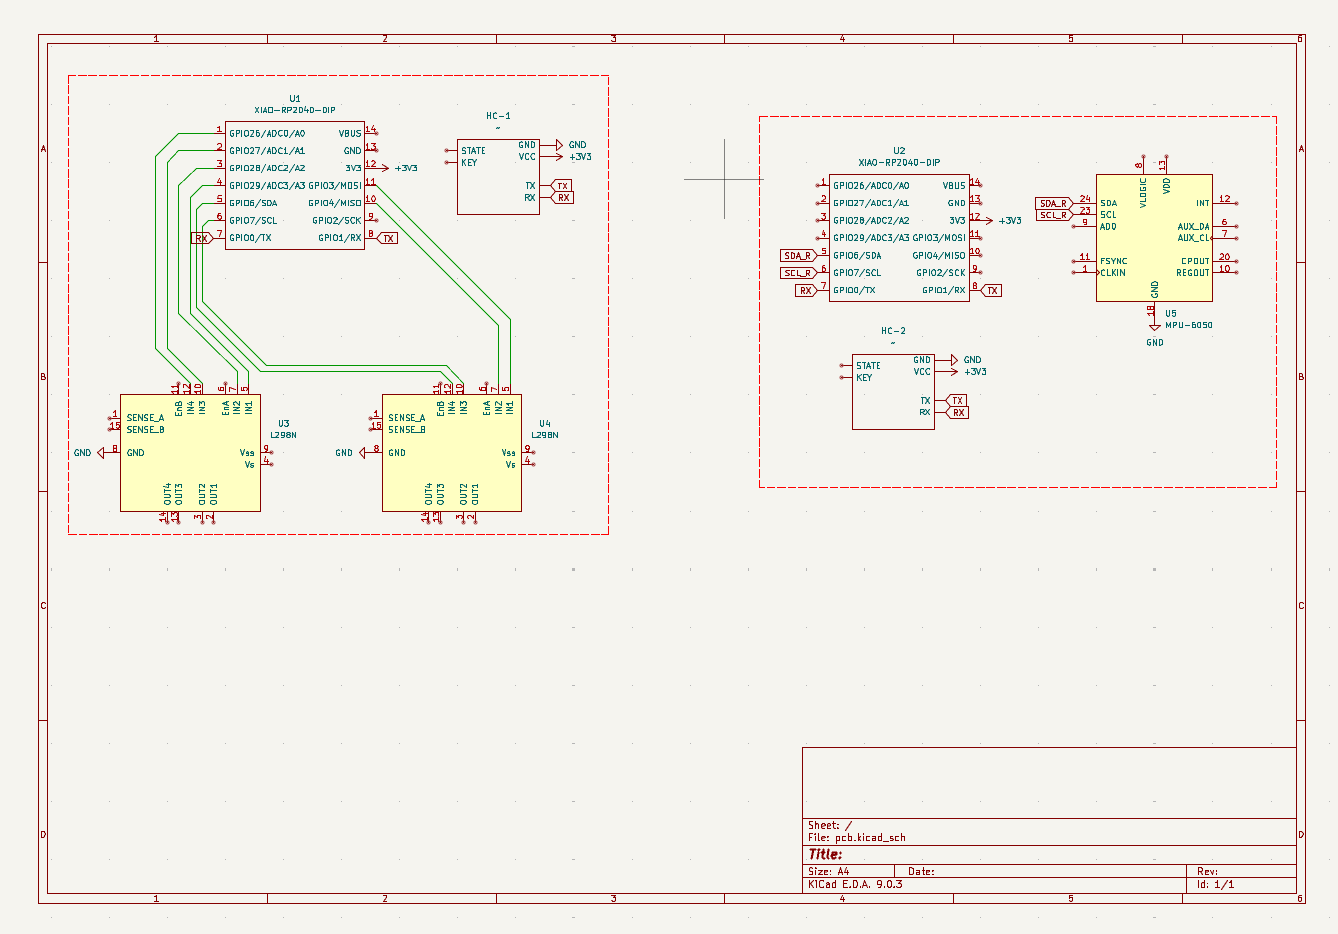 1 2 3 4 5 6
A
B
C
D
A
B
C
D
U1
XIAO-RP2040-DIP
1 GPIO26/ADC0/A0 VBUS 14
2 GPIO27/ADC1/A1 GND 13
3 GPIO28/ADC2/A2 3V3 12 +3V3
4 GPIO29/ADC3/A3 GPIO3/MOSI 11
5 GPIO6/SDA GPIO4/MISO 10
6 GPIO7/SCL GPIO2/SCK 9
RX 7 GPIO0/TX GPIO1/RX 8 TX
HC-1
~
STATE GND GND
KEY VCC +3V3
TX TX
RX RX
11 12 10 6 7 5
EnB IN4 IN3 EnA IN2 IN1
1 SENSE_A
15 SENSE_B
GND 8 GND
Vss 9
Vs 4
OUT4 OUT3 OUT2 OUT1
14 13 3 2
U3
L298N
11 12 10 6 7 5
EnB IN4 IN3 EnA IN2 IN1
1 SENSE_A
15 SENSE_B
GND 8 GND
Vss 9
Vs 4
OUT4 OUT3 OUT2 OUT1
14 13 3 2
U4
L298N
U2
XIAO-RP2040-DIP
1 GPIO26/ADC0/A0 VBUS 14
2 GPIO27/ADC1/A1 GND 13
3 GPIO28/ADC2/A2 3V3 12 +3V3
4 GPIO29/ADC3/A3 GPIO3/MOSI 11
SDA_R 5 GPIO6/SDA GPIO4/MISO 10
SCL_R 6 GPIO7/SCL GPIO2/SCK 9
RX 7 GPIO0/TX GPIO1/RX 8 TX
HC-2
~
STATE GND GND
KEY VCC +3V3
TX TX
RX RX
8 13
VLOGIC VDD
SDA_R 24 SDA INT 12
SCL_R 23 SCL
9 AD0 AUX_DA 6
AUX_CL 7
11 FSYNC CPOUT 20
1 CLKIN REGOUT 10
GND
18
U5
MPU-6050
GND
Sheet: /
File: pcb.kicad_sch
Title:
Size: A4 Date: Rev:
KiCad E.D.A. 9.0.3 Id: 1/1
1 2 3 4 5 6